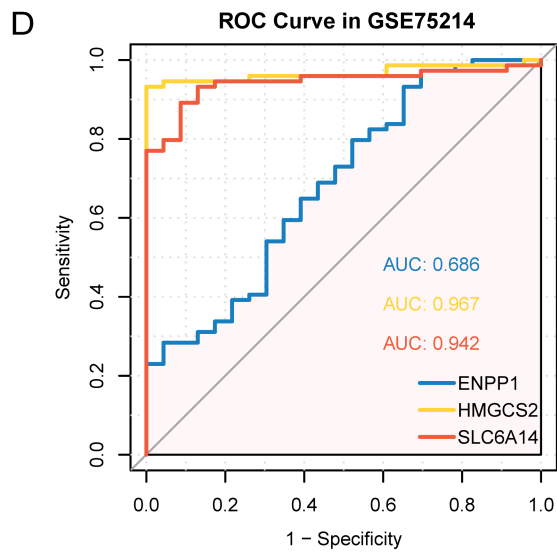 D
ROC Curve in GSE75214
Sensitivity
1.0
0.8
0.6
0.4
0.2
0.0
AUC: 0.686
AUC: 0.967
AUC: 0.942
ENPP1
HMGCS2
SLC6A14
0.0 0.2 0.4 0.6 0.8 1.0
1 − Specificity